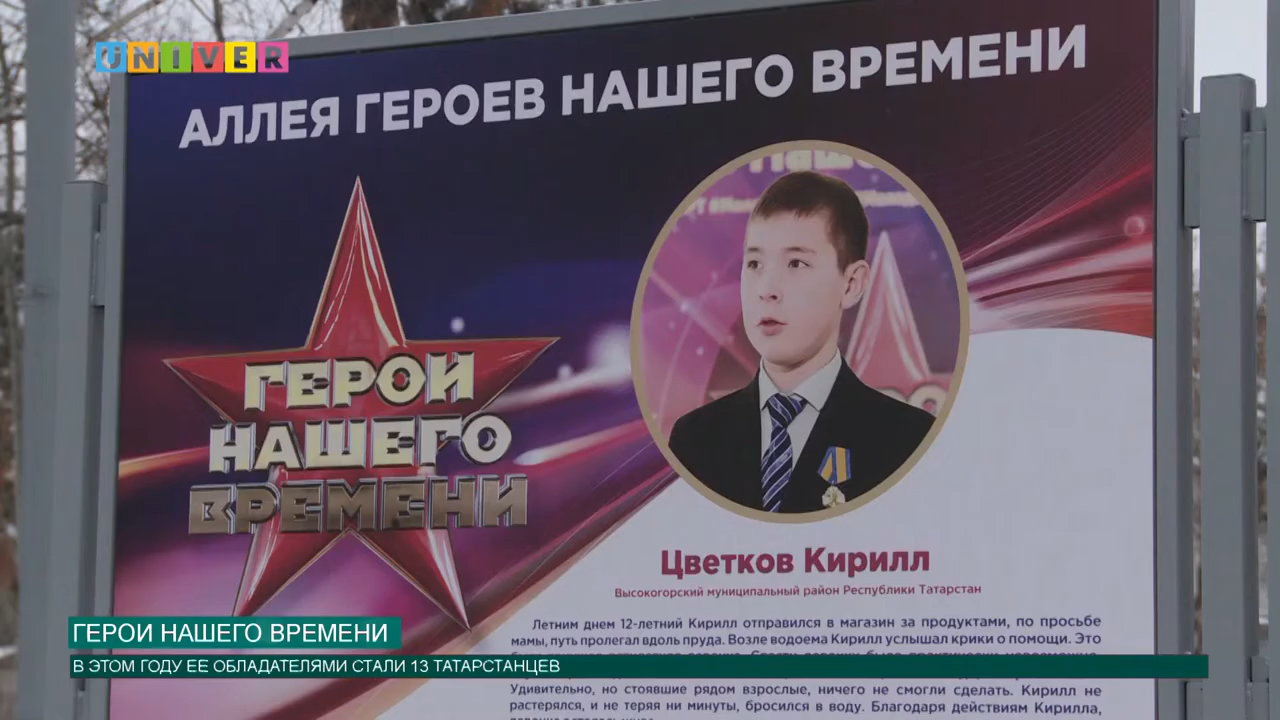 UNIVER
АЛЛЕЯ ГЕРОЕВ НАШЕГО ВРЕМЕНИ
ГЕРОИ
НАШЕГО
ВРЕМЕНИ
Цветков Кирилл
Высокогорский муниципальный район Республики Татарстан
Летним днем 12-летний Кирилл отправился в магазин за продуктами, по просьбе
мамы, путь пролегал вдоль пруда. Возле водоема Кирилл услышал крики о помощи. Это
ГЕРОИ НАШЕГО ВРЕМЕНИ
В ЭТОМ ГОДУ ЕЕ ОБЛАДАТЕЛЯМИ СТАЛИ 13 ТАТАРСТАНЦЕВ
Удивительно, но стоявшие рядом взрослые, ничего не смогли сделать. Кирилл не
растерялся, и не теряя ни минуты, бросился в воду. Благодаря действиям Кирилла,